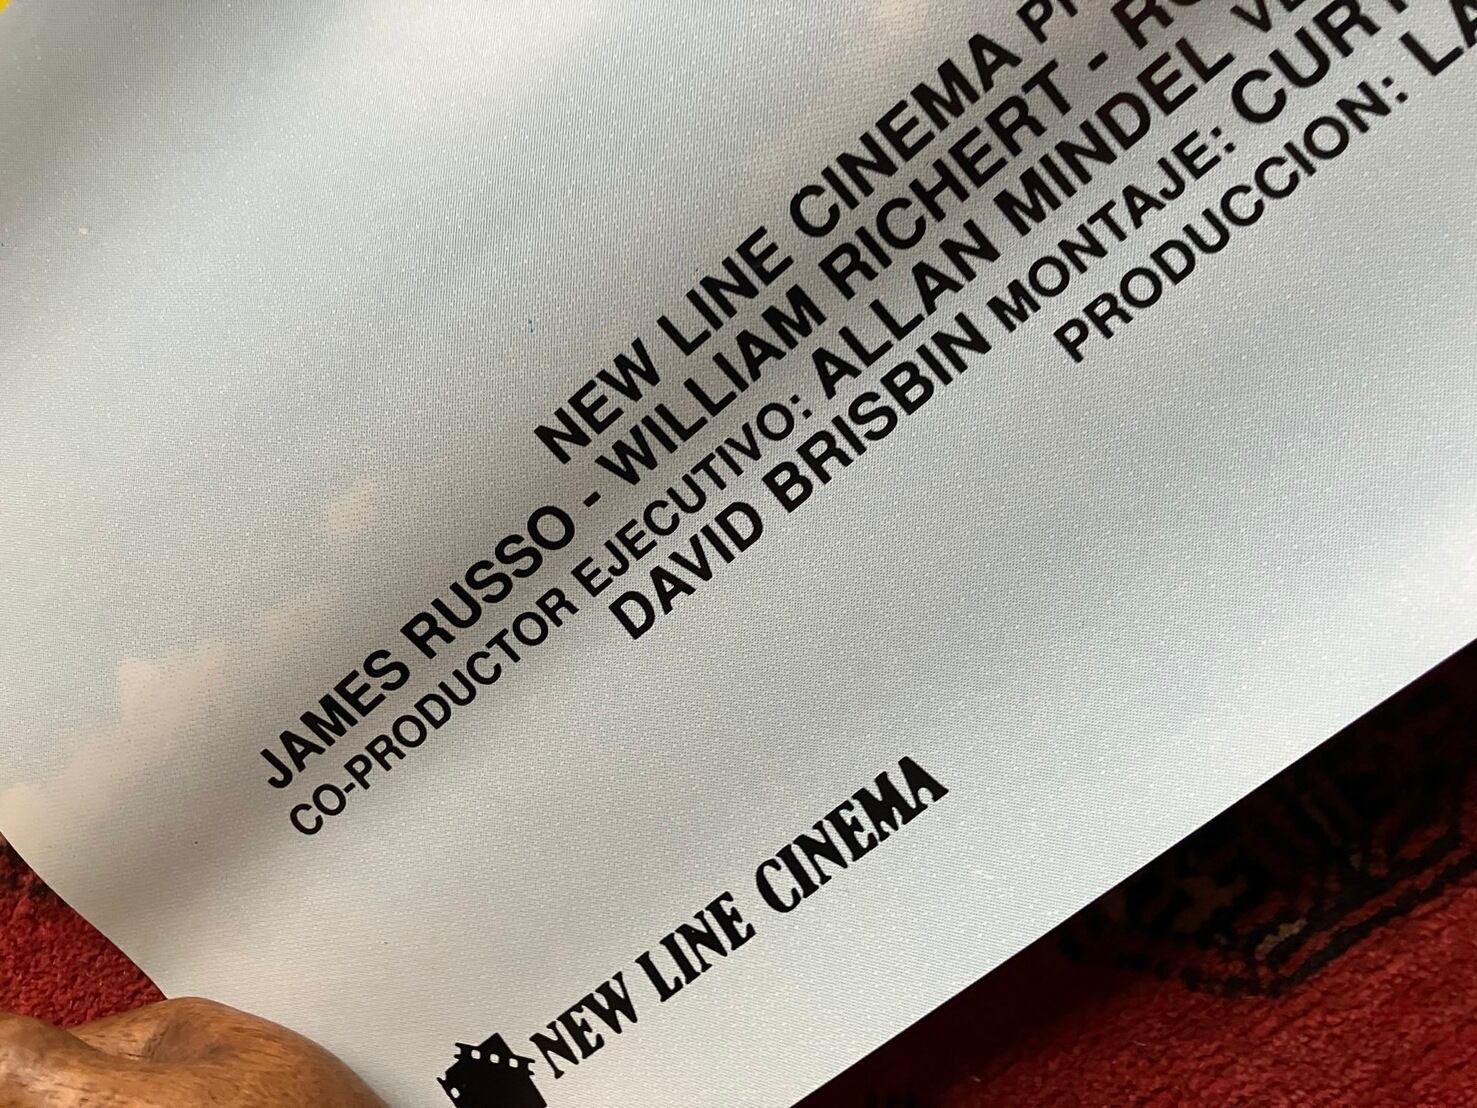 NEW LINE CINEMA
JAMES RUSSO - WILLIAM RICHERT -
CO-PRODUCTOR EJECUTIVO: ALLAN MINDEL
DAVID BRISBIN MONTAJE:
PRODUCCION:
NEW LINE CINEMA